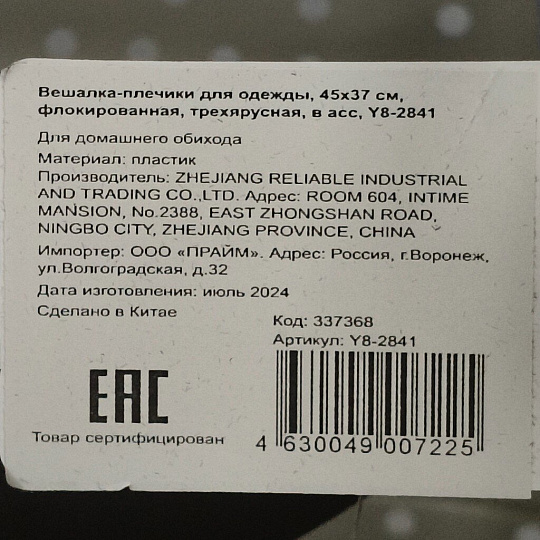 Вешалка-плечики для одежды, 45х37 см,
флокированная, трехярусная, в асс, Y8-2841
Для домашнего обихода
Материал: пластик
Производитель: ZHEJIANG RELIABLE INDUSTRIAL
AND TRADING CO.,LTD. Адрес: ROOM 604, INTIME
MANSION, No.2388, EAST ZHONGSHAN ROAD,
NINGBO CITY, ZHEJIANG PROVINCE, CHINA
Импортер: ООО «ПРАЙМ». Адрес: Россия, г.Воронеж,
ул.Волгоградская, д.32
Дата изготовления: июль 2024
Сделано в Китае
Код: 337368
Артикул: Y8-2841
ЕАС
Товар сертифицирован
4 630049 007225